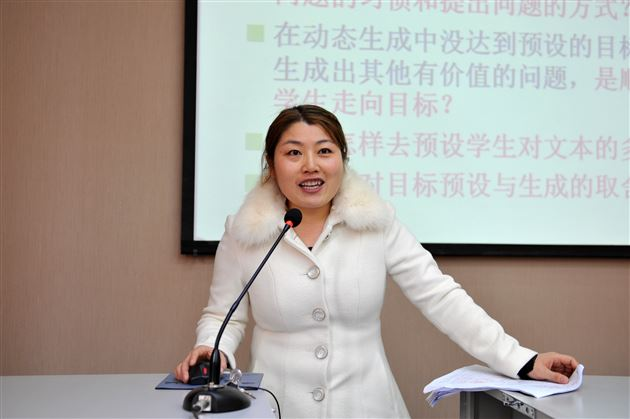 问题的习惯和提出问题的方式？
在动态生成中没达到预设的目标
生成出其他有价值的问题，是顺
学生走向目标？
怎样去预设学生对文本的多
对目标预设与生成的取舍